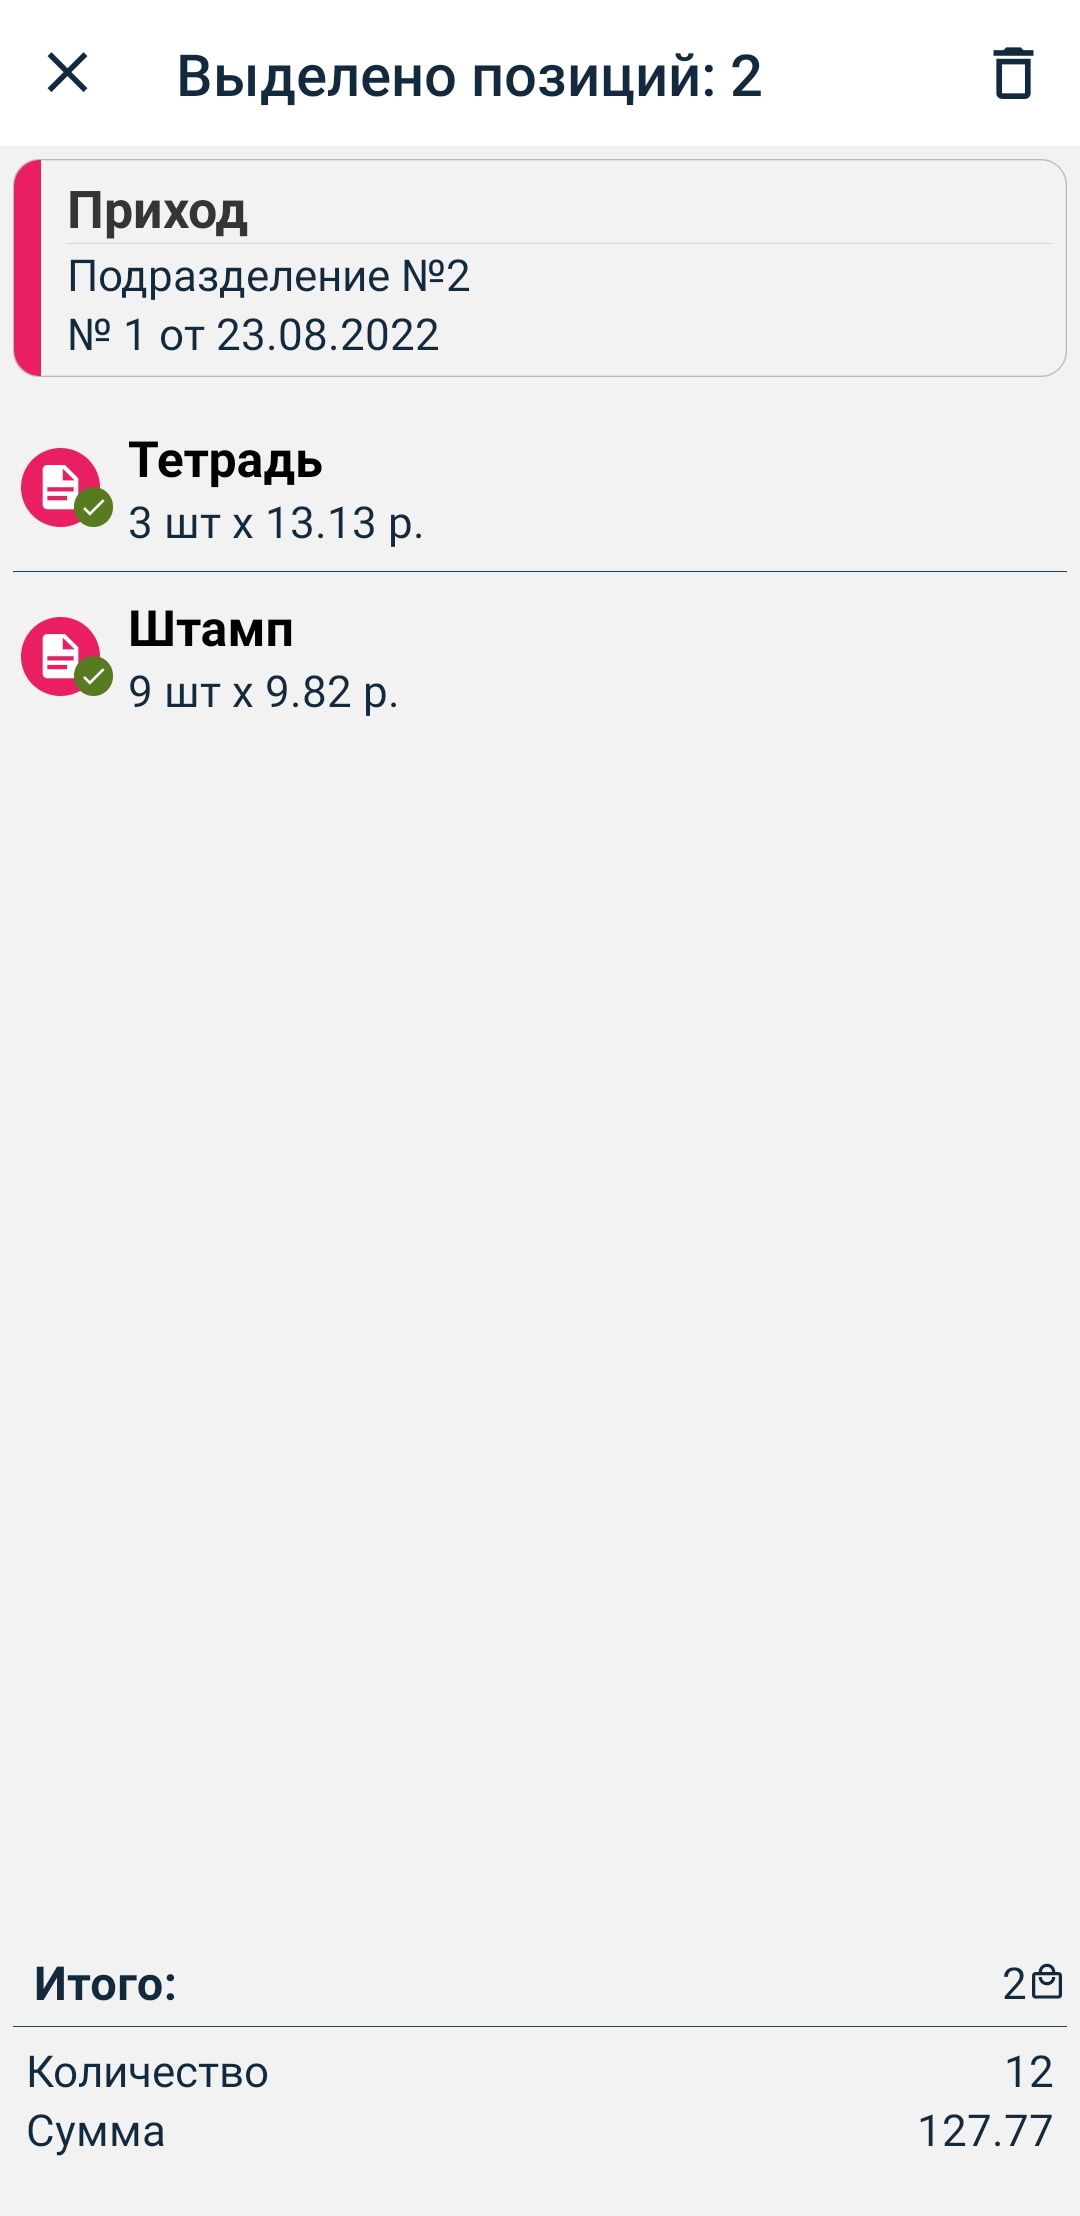 Выделено позиций: 2
Приход
Подразделение №2
№ 1 от 23.08.2022
Тетрадь
3 шт x 13.13 р.
Штамп
9 шт x 9.82 р.
Итого: 2
Количество 12
Сумма 127.77